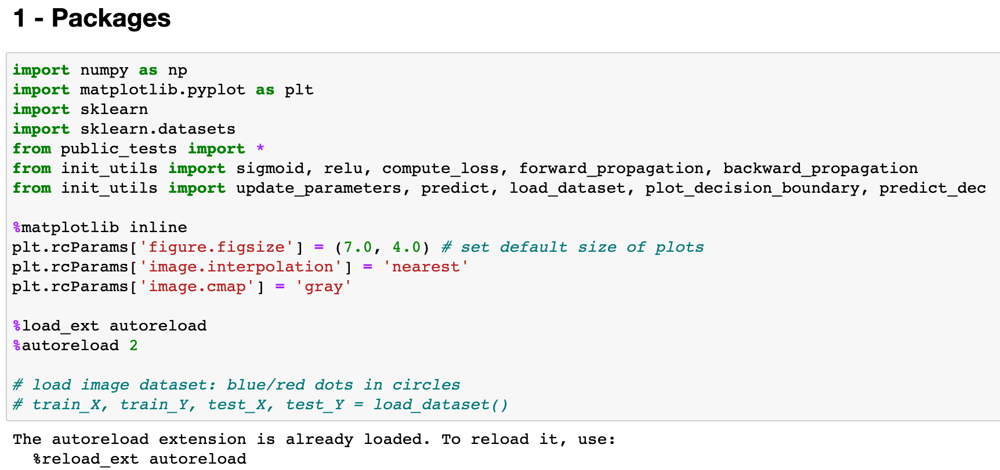 1 - Packages
import numpy as np
import matplotlib.pyplot as plt
import sklearn
import sklearn.datasets
from public_tests import *
from init_utils import sigmoid, relu, compute_loss, forward_propagation, backward_propagation
from init_utils import update_parameters, predict, load_dataset, plot_decision_boundary, predict_dec
%matplotlib inline
plt.rcParams['figure.figsize'] = (7.0, 4.0) # set default size of plots
plt.rcParams['image.interpolation'] = 'nearest'
plt.rcParams['image.cmap'] = 'gray'
%load_ext autoreload
%autoreload 2
# load image dataset: blue/red dots in circles
# train_X, train_Y, test_X, test_Y = load_dataset()
The autoreload extension is already loaded. To reload it, use:
  %reload_ext autoreload